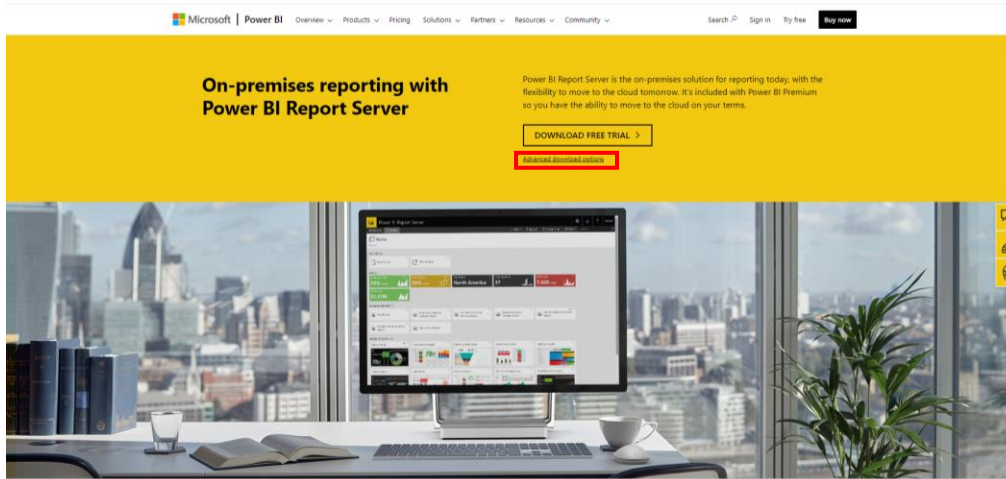 Microsoft | Power BI Overview Products Pricing Solutions Partners Resources Community Search Sign in Try free Buy now
On-premises reporting with
Power BI Report Server
Power BI Report Server is the on-premises solution for reporting today, with the
flexibility to move to the cloud tomorrow. It's included with Power BI Premium
so you have the ability to move to the cloud on your terms.
DOWNLOAD FREE TRIAL >
Advanced download options
Power BI Report Server
Home
North America
37